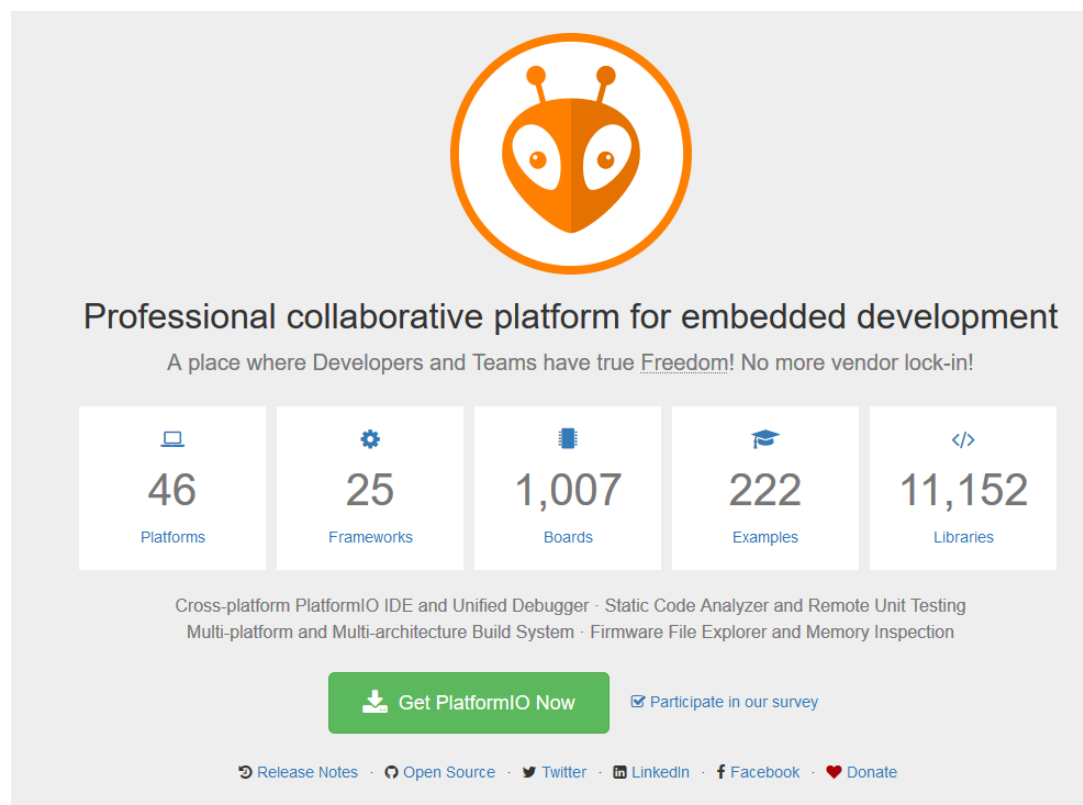 Professional collaborative platform for embedded development
A place where Developers and Teams have true Freedom! No more vendor lock-in!
46 25 1,007 222 11,152
Platforms Frameworks Boards Examples Libraries
Cross-platform PlatformIO IDE and Unified Debugger · Static Code Analyzer and Remote Unit Testing
Multi-platform and Multi-architecture Build System · Firmware File Explorer and Memory Inspection
Get PlatformIO Now Participate in our survey
Release Notes · Open Source · Twitter · LinkedIn · Facebook · Donate